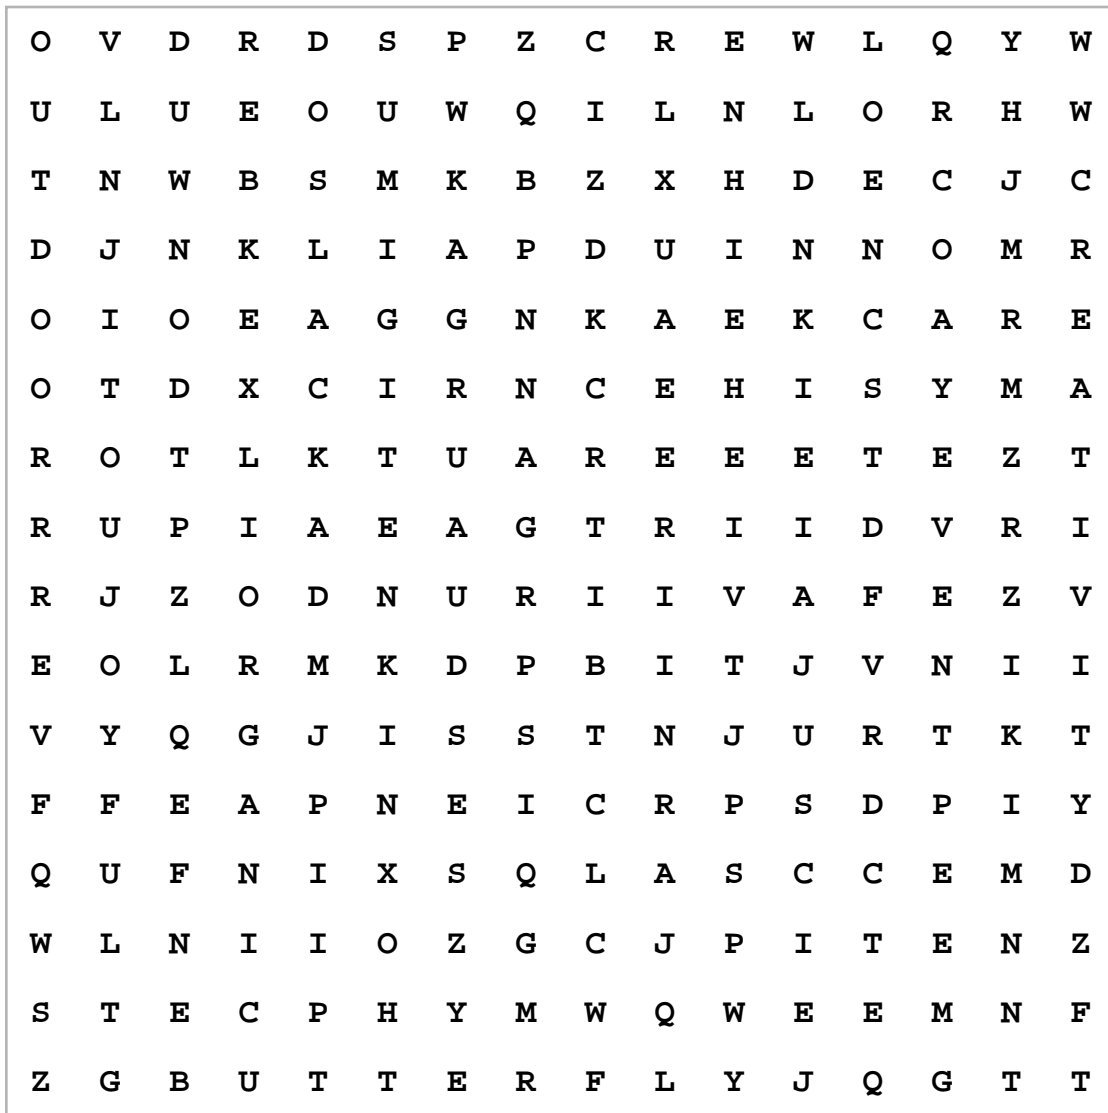 O V D R D S P Z C R E W L Q Y W
U L U E O U W Q I L N L O R H W
T N W B S M K B Z X H D E C J C
D J N K L I A P D U I N N O M R
O I O E A G G N K A E K C A R E
O T D X C I R N C E H I S Y M A
R O T L K T U A R E E E T E Z T
R U P I A E A G T R I I D V R I
R J Z O D N U R I I V A F E Z V
E O L R M K D P B I T J V N I I
V Y Q G J I S S T N J U R T K T
F F E A P N E I C R P S D P I Y
Q U F N I X S Q L A S C C E M D
W L N I I O Z G C J P I T E N Z
S T E C P H Y M W Q W E E M N F
Z G B U T T E R F L Y J Q G T T